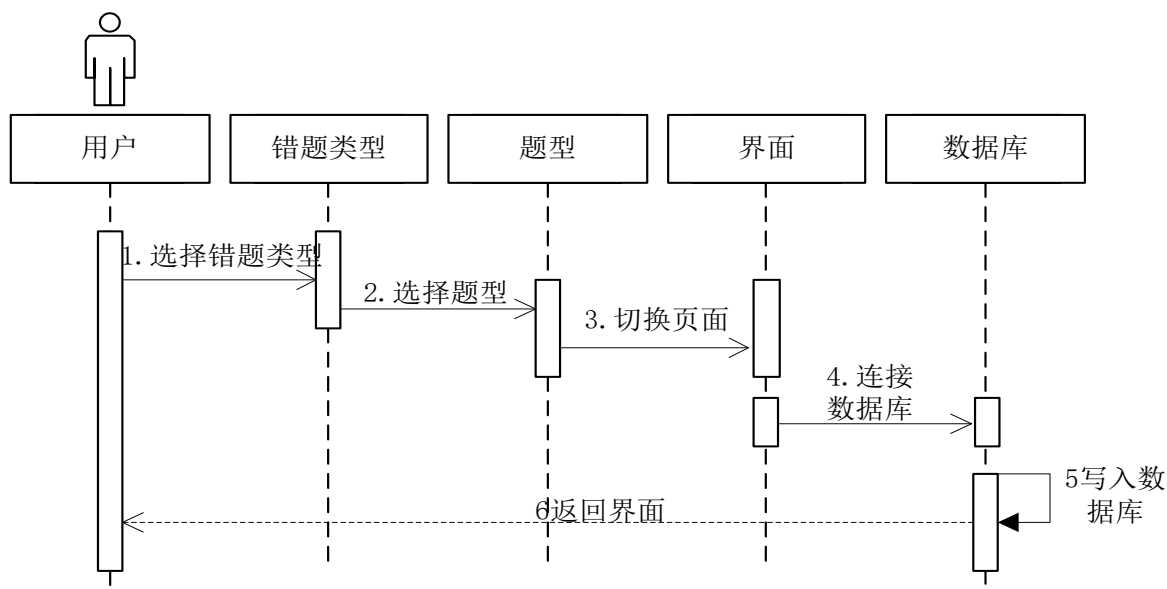 用户
错题类型
题型
界面
数据库
1.选择错题类型
2.选择题型
3.切换页面
4.连接
数据库
5写入数
据库
6返回界面